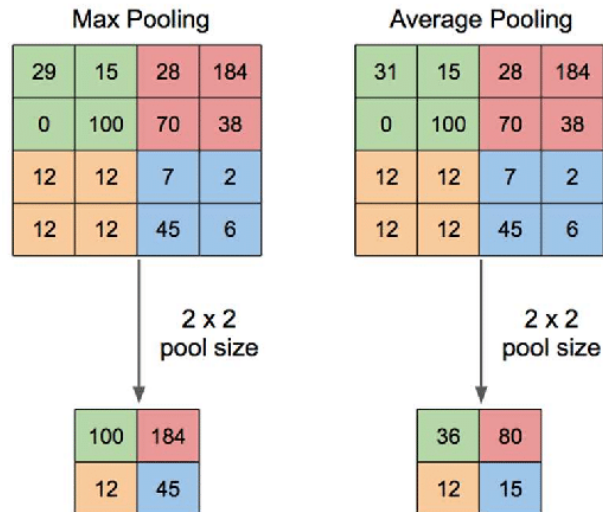 Max Pooling
29 15 28 184
0 100 70 38
12 12 7 2
12 12 45 6
2 x 2
pool size
100 184
12 45
Average Pooling
31 15 28 184
0 100 70 38
12 12 7 2
12 12 45 6
2 x 2
pool size
36 80
12 15